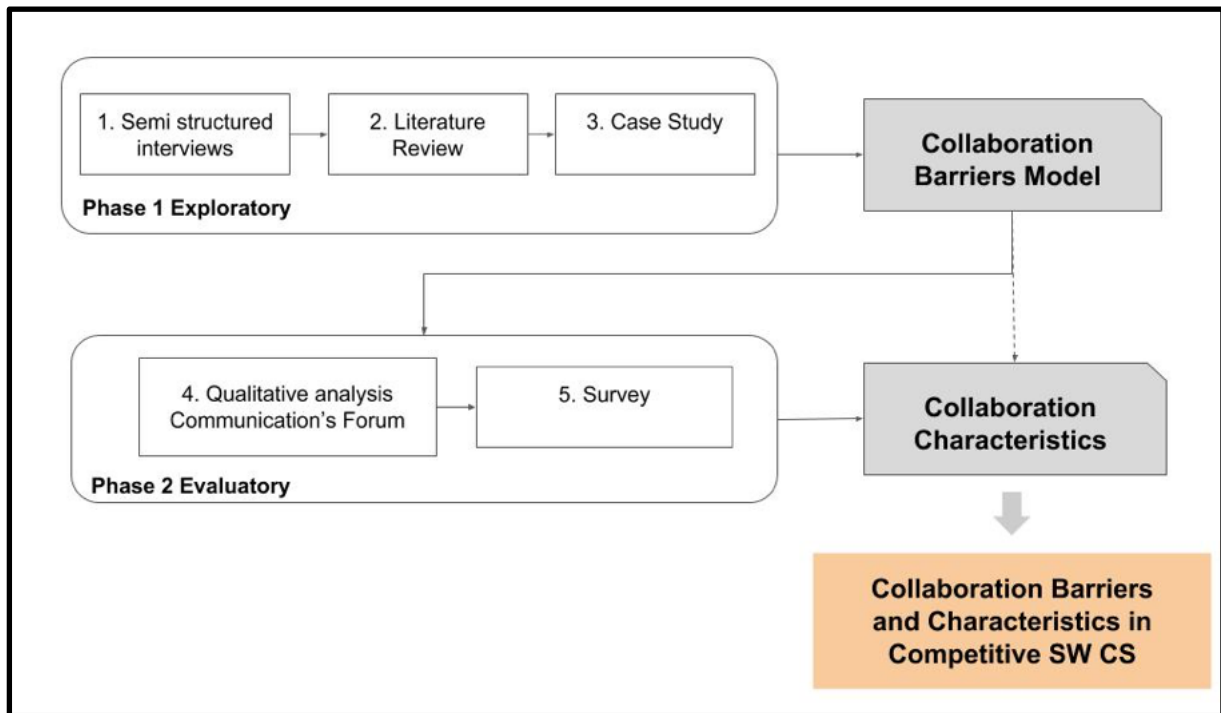 1. Semi structured
interviews
2. Literature
Review
3. Case Study
Phase 1 Exploratory
Collaboration
Barriers Model
4. Qualitative analysis
Communication's Forum
5. Survey
Phase 2 Evaluatory
Collaboration
Characteristics
Collaboration Barriers
and Characteristics in
Competitive SW CS